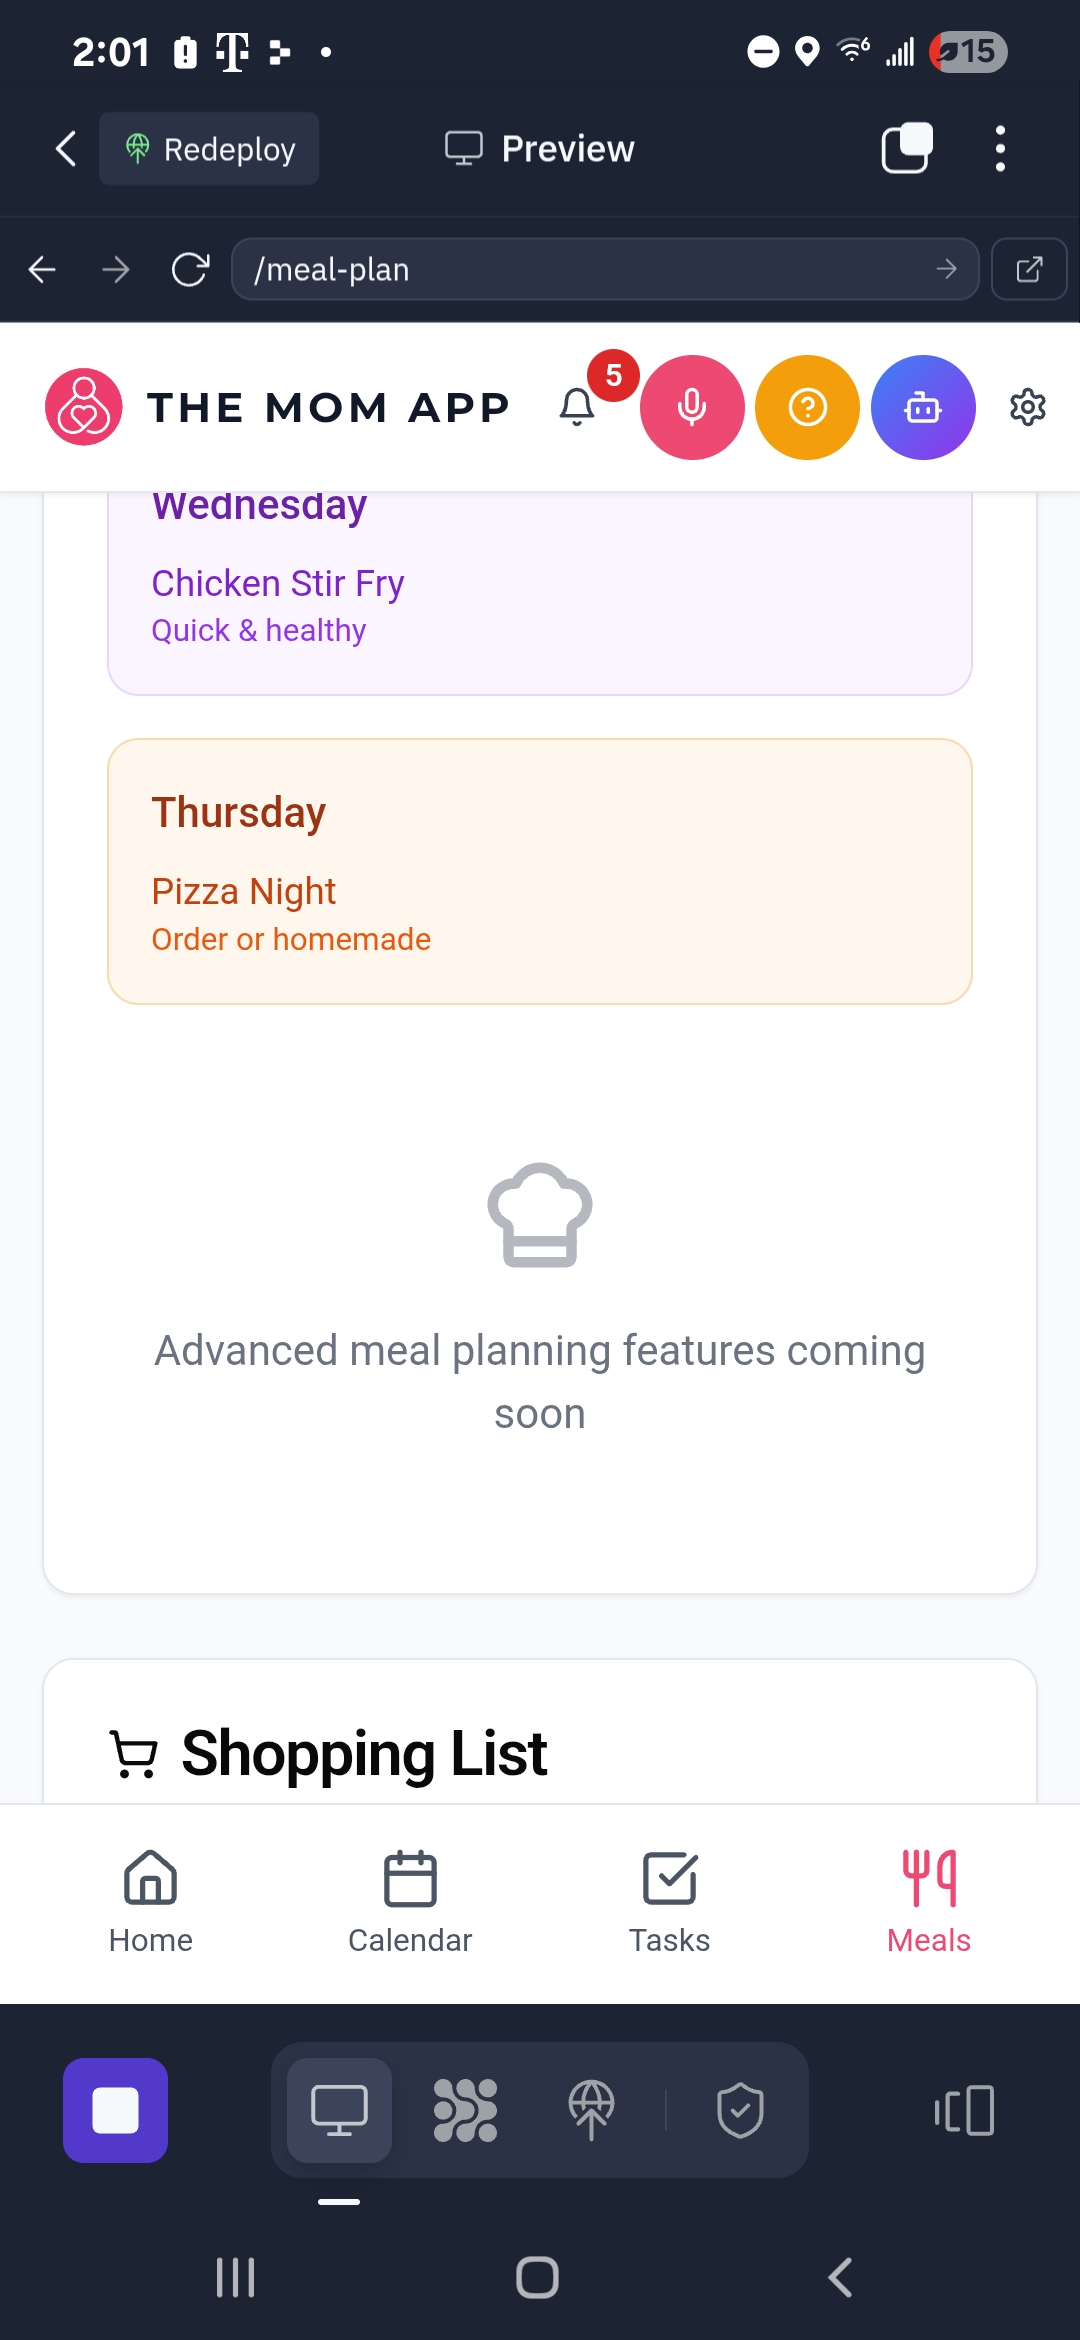 2:01
15
Redeploy
Preview
/meal-plan
THE MOM APP
5
Wednesday
Chicken Stir Fry
Quick & healthy
Thursday
Pizza Night
Order or homemade
Advanced meal planning features coming
soon
Shopping List
Home
Calendar
Tasks
Meals